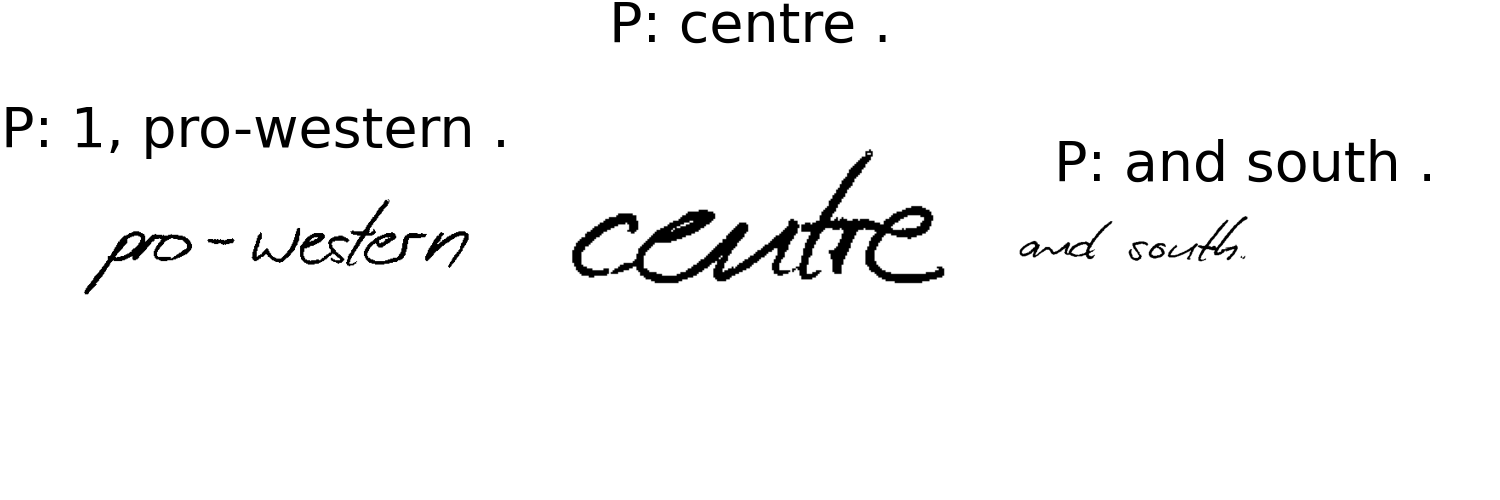 P: centre .
P: 1, pro-western .
P: and south .
pro-western
centre
and south.